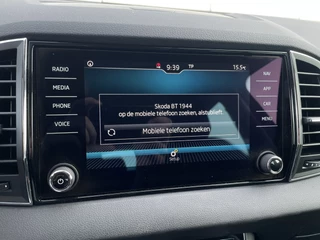 9:39 TP 15.5°
RADIO
MEDIA
PHONE
VOICE
Skoda BT 1944
op de mobiele telefoon zoeken, alstublieft.
Mobiele telefoon zoeken
SETUP
NAV
APP
CAR
MENU